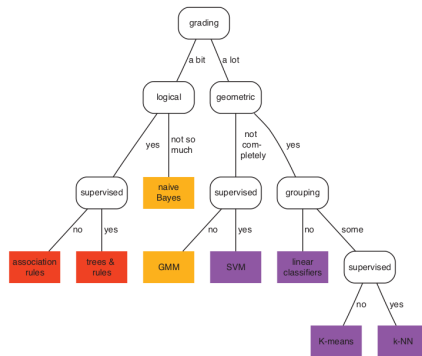 grading
a bit
a lot
logical
geometric
yes
not so
much
not
com-
pletely
yes
supervised
naive
Bayes
supervised
grouping
no
yes
no
yes
no
some
association
rules
trees &
rules
GMM
SVM
linear
classifiers
supervised
no
yes
K-means
k-NN